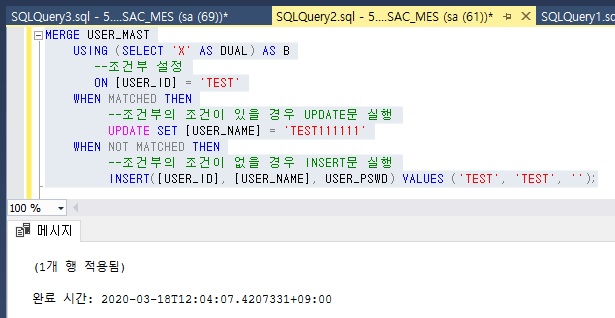 SQLQuery3.sql - 5....SAC_MES (sa (69))* SQLQuery2.sql - 5....SAC_MES (sa (61))* SQLQuery1.sq
MERGE USER_MAST
USING (SELECT 'X' AS DUAL) AS B
--조건부 설정
ON [USER_ID] = 'TEST'
WHEN MATCHED THEN
--조건부의 조건이 있을 경우 UPDATE문 실행
UPDATE SET [USER_NAME] = 'TEST111111'
WHEN NOT MATCHED THEN
--조건부의 조건이 없을 경우 INSERT문 실행
INSERT([USER_ID], [USER_NAME], USER_PSWD) VALUES ('TEST', 'TEST', '');
100 %
메시지
(1개 행 적용됨)
완료 시간: 2020-03-18T12:04:07.4207331+09:00